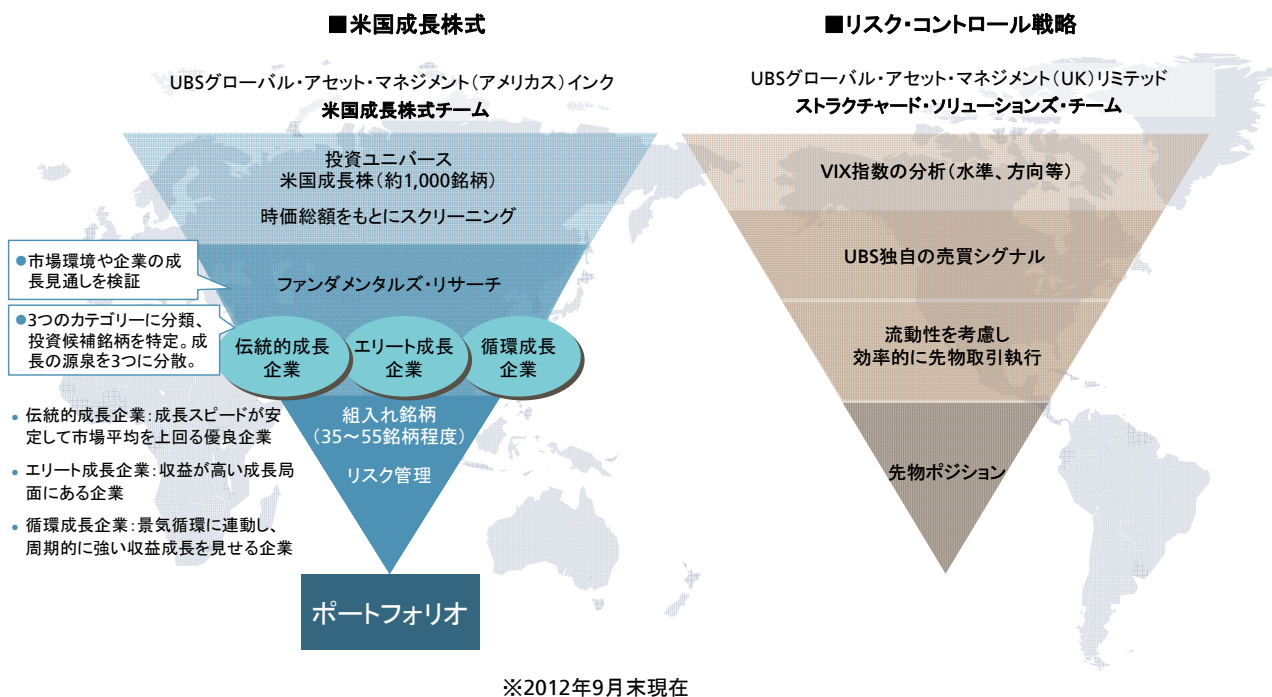 ■米国成長株式
UBSグローバル・アセット・マネジメント(アメリカス)インク
米国成長株式チーム
投資ユニバース
米国成長株(約1,000銘柄)
時価総額をもとにスクリーニング
●市場環境や企業の成
長見通しを検証
ファンダメンタルズ・リサーチ
●3つのカテゴリーに分類、
投資候補銘柄を特定。成
長の源泉を3つに分散。
伝統的成長
企業
エリート成長
企業
循環成長
企業
• 伝統的成長企業:成長スピードが安
定して市場平均を上回る優良企業
• エリート成長企業:収益が高い成長局
面にある企業
• 循環成長企業:景気循環に連動し、
周期的に強い収益成長を見せる企業
組入れ銘柄
(35~55銘柄程度)
リスク管理
ポートフォリオ
■リスク・コントロール戦略
UBSグローバル・アセット・マネジメント(UK)リミテッド
ストラクチャード・ソリューションズ・チーム
VIX指数の分析(水準、方向等)
UBS独自の売買シグナル
流動性を考慮し
効率的に先物取引執行
先物ポジション
※2012年9月末現在